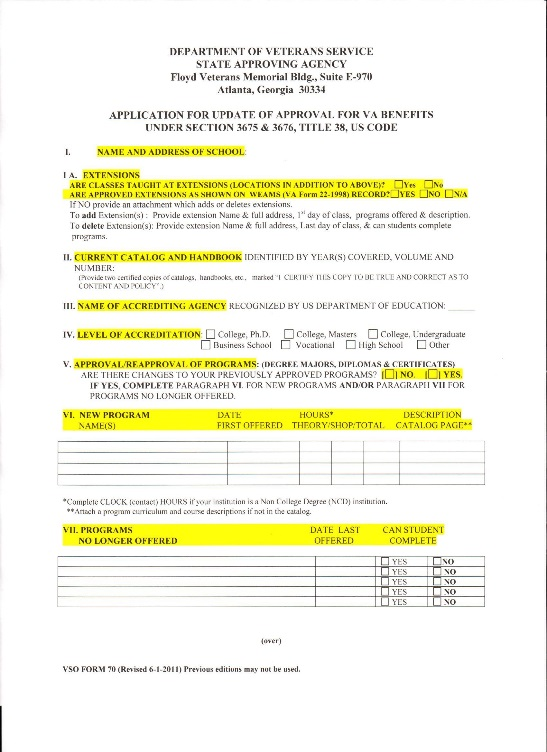 DEPARTMENT OF VETERANS SERVICE
STATE APPROVING AGENCY
Floyd Veterans Memorial Bldg., Suite E-970
Atlanta, Georgia 30334
APPLICATION FOR UPDATE OF APPROVAL FOR VA BENEFITS
UNDER SECTION 3675 & 3676, TITLE 38, US CODE
I. NAME AND ADDRESS OF SCHOOL:
I A. EXTENSIONS
ARE CLASSES TAUGHT AT EXTENSIONS (LOCATIONS IN ADDITION TO ABOVE)? Yes No
ARE APPROVED EXTENSIONS AS SHOWN ON WEAMS (VA Form 22-1998) RECORD? YES NO N/A
If NO provide an attachment which adds or deletes extensions.
To add Extension(s) : Provide extension Name & full address, 1st day of class, programs offered & description.
To delete Extension(s): Provide extension Name & full address, Last day of class, & can students complete
programs.
II. CURRENT CATALOG AND HANDBOOK IDENTIFIED BY YEAR(S) COVERED, VOLUME AND
NUMBER:
(Provide two certified copies of catalogs, handbooks, etc., marked "I CERTIFY THIS COPY TO BE TRUE AND CORRECT AS TO
CONTENT AND POLICY".)
III. NAME OF ACCREDITING AGENCY RECOGNIZED BY US DEPARTMENT OF EDUCATION: ______
IV. LEVEL OF ACCREDITATION: College, Ph.D. College, Masters College, Undergraduate
Business School Vocational High School Other
V. APPROVAL/REAPPROVAL OF PROGRAMS: (DEGREE MAJORS, DIPLOMAS & CERTIFICATES)
ARE THERE CHANGES TO YOUR PREVIOUSLY APPROVED PROGRAMS? [ ] NO. [ ] YES.
IF YES, COMPLETE PARAGRAPH VI. FOR NEW PROGRAMS AND/OR PARAGRAPH VII FOR
PROGRAMS NO LONGER OFFERED.
VI. NEW PROGRAM DATE HOURS* DESCRIPTION
NAME(S) FIRST OFFERED THEORY/SHOP/TOTAL CATALOG PAGE**
*Complete CLOCK (contact) HOURS if your institution is a Non College Degree (NCD) institution.
**Attach a program curriculum and course descriptions if not in the catalog.
VII. PROGRAMS DATE LAST CAN STUDENT
NO LONGER OFFERED OFFERED COMPLETE
YES NO
YES NO
YES NO
YES NO
YES NO
(over)
VSO FORM 70 (Revised 6-1-2011) Previous editions may not be used.